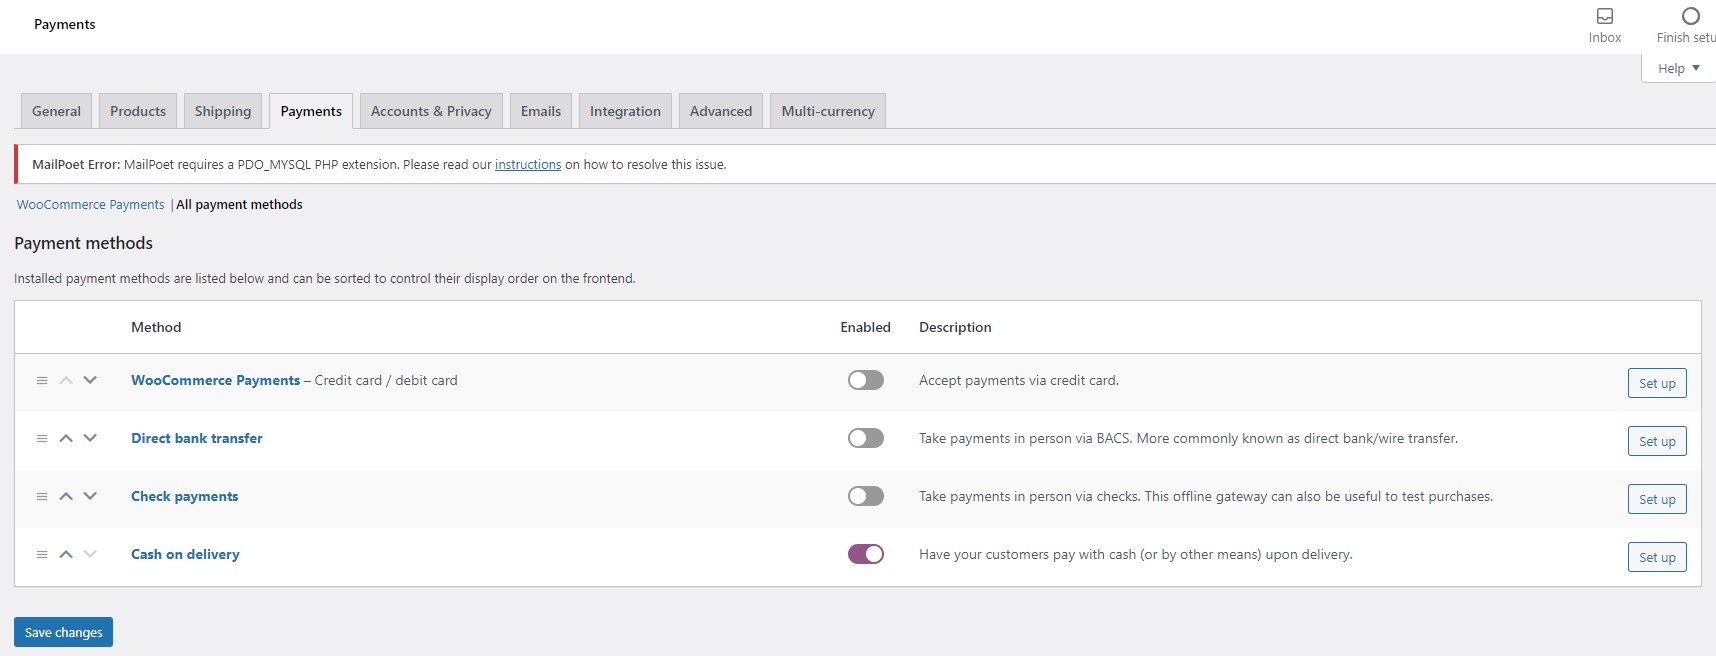 Payments
Inbox
Finish setu
Help
General Products Shipping Payments Accounts & Privacy Emails Integration Advanced Multi-currency
MailPoet Error: MailPoet requires a PDO_MYSQL PHP extension. Please read our instructions on how to resolve this issue.
WooCommerce Payments | All payment methods
Payment methods
Installed payment methods are listed below and can be sorted to control their display order on the frontend.
Method Enabled Description
WooCommerce Payments – Credit card / debit card Accept payments via credit card. Set up
Direct bank transfer Take payments in person via BACS. More commonly known as direct bank/wire transfer. Set up
Check payments Take payments in person via checks. This offline gateway can also be useful to test purchases. Set up
Cash on delivery Have your customers pay with cash (or by other means) upon delivery. Set up
Save changes